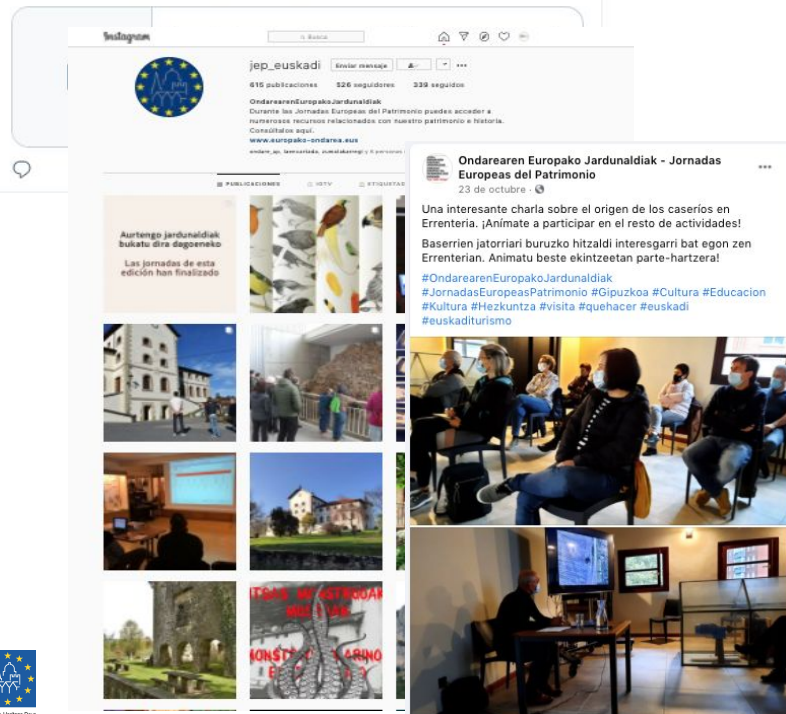 Instagram
Busca
jep_euskadi Enviar mensaje
615 publicaciones 526 seguidores 339 seguidos
OndarearenEuropakoJardunaldiak
Durante las Jornadas Europeas del Patrimonio puedes acceder a
numerosos recursos relacionados con nuestro patrimonio e historia.
Consúltalos aquí.
www.europako-ondarea.eus
y 6 personas
PUBLICACIONES IGTV ETIQUETAD
Aurtengo jardunaldiak
bukatu dira dagoeneko
Las jornadas de esta
edición han finalizado
Ondarearen Europako Jardunaldiak - Jornadas
Europeas del Patrimonio
23 de octubre ·
Una interesante charla sobre el origen de los caseríos en
Errenteria. ¡Anímate a participar en el resto de actividades!
Baserrien jatorriari buruzko hitzaldi interesgarri bat egon zen
Errenterian. Animatu beste ekintzeetan parte-hartzera!
#OndarearenEuropakoJardunaldiak
#JornadasEuropeasPatrimonio #Gipuzkoa #Cultura #Educacion
#Kultura #Hezkuntza #visita #quehacer #euskadi
#euskaditurismo